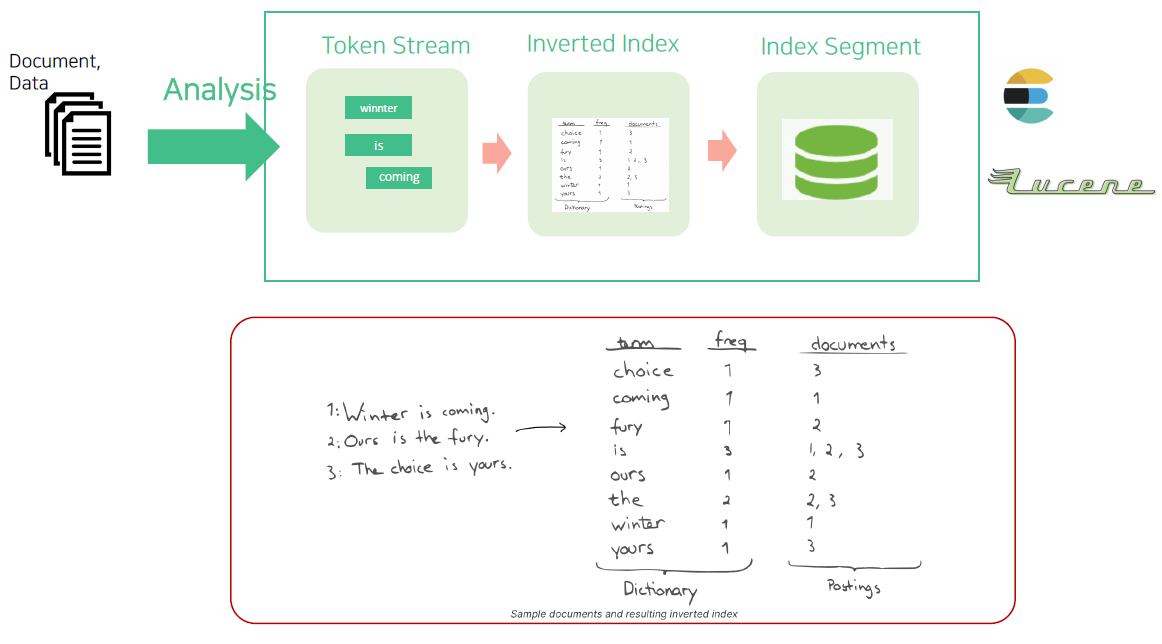 Document,
Data
Analysis
Token Stream
Inverted Index
Index Segment
winnter
is
coming
term freq documents
choice 1 3
coming 1 1
fury 1 2
is 3 1, 2, 3
ours 1 2
the 2 2, 3
winter 1 1
yours 1 3
Dictionary Postings
Lucene
1: Winter is coming.
2: Ours is the fury.
3: The choice is yours.
term freq documents
choice 1 3
coming 1 1
fury 1 2
is 3 1, 2, 3
ours 1 2
the 2 2, 3
winter 1 1
yours 1 3
Dictionary Postings
Sample documents and resulting inverted index